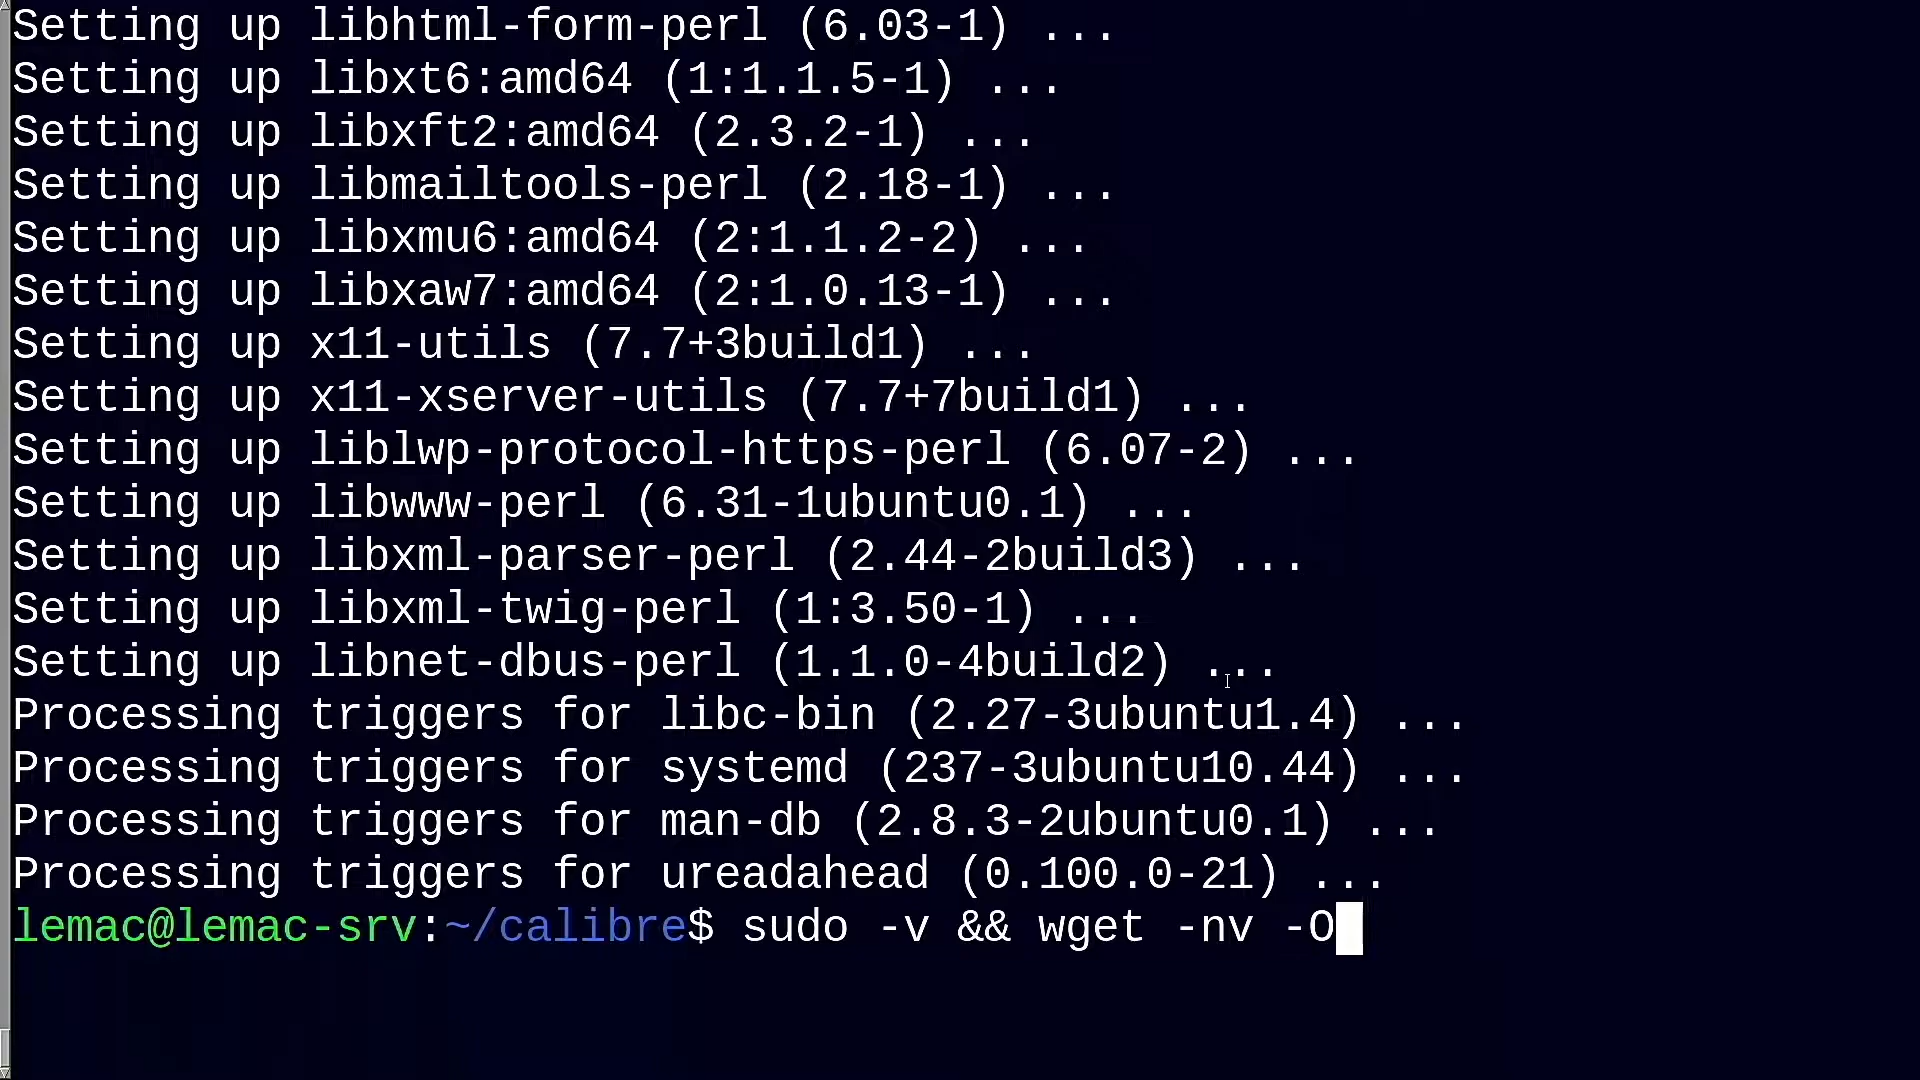 Setting up libhtml-form-perl (6.03-1) ...
Setting up libxt6:amd64 (1:1.1.5-1) ...
Setting up libxft2:amd64 (2.3.2-1) ...
Setting up libmailtools-perl (2.18-1) ...
Setting up libxmu6:amd64 (2:1.1.2-2) ...
Setting up libxaw7:amd64 (2:1.0.13-1) ...
Setting up x11-utils (7.7+3build1) ...
Setting up x11-xserver-utils (7.7+7build1) ...
Setting up liblwp-protocol-https-perl (6.07-2) ...
Setting up libwww-perl (6.31-1ubuntu0.1) ...
Setting up libxml-parser-perl (2.44-2build3) ...
Setting up libxml-twig-perl (1:3.50-1) ...
Setting up libnet-dbus-perl (1.1.0-4build2) ...
Processing triggers for libc-bin (2.27-3ubuntu1.4) ...
Processing triggers for systemd (237-3ubuntu10.44) ...
Processing triggers for man-db (2.8.3-2ubuntu0.1) ...
Processing triggers for ureadahead (0.100.0-21) ...
lemac@lemac-srv:~/calibre$ sudo -v && wget -nv -O